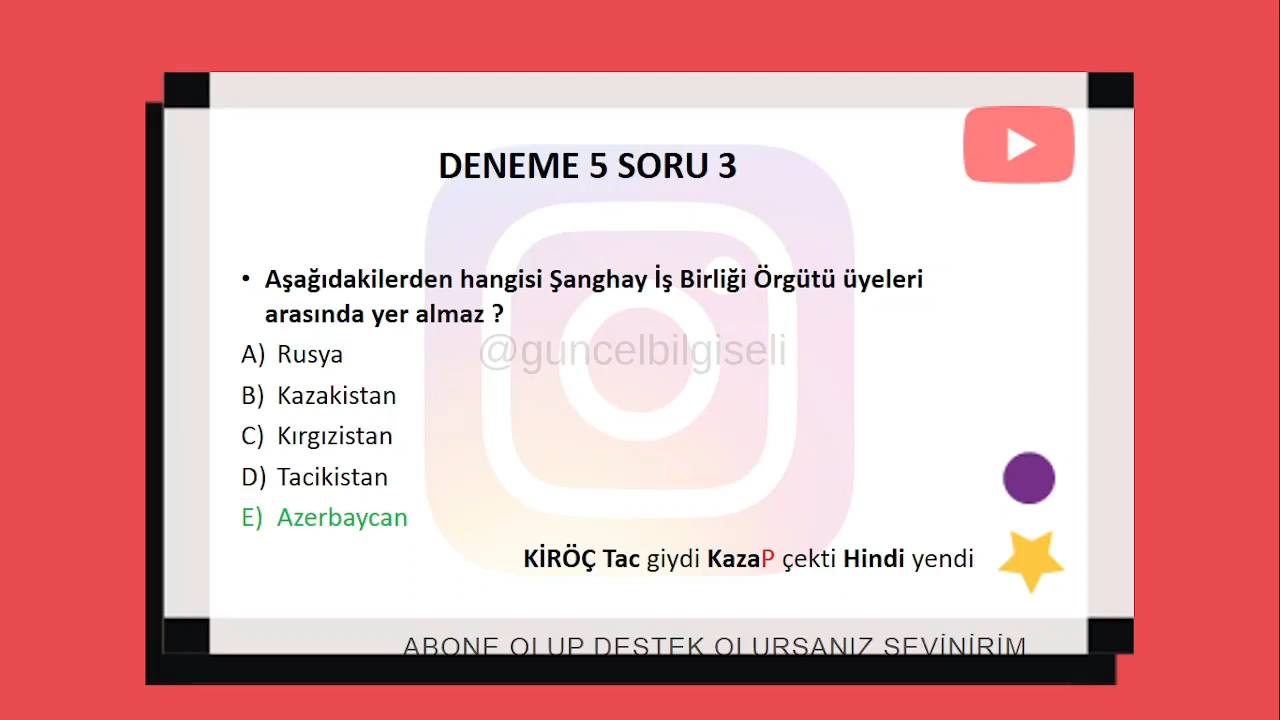 DENEME 5 SORU 3
• Aşağıdakilerden hangisi Şanghay İş Birliği Örgütü üyeleri
arasında yer almaz ?
@guncelbilgiseli
A) Rusya
B) Kazakistan
C) Kırgızistan
D) Tacikistan
E) Azerbaycan
KİRÖÇ Tac giydi KazaP çekti Hindi yendi
ABONE OLUP DESTEK OLURSANIZ SEVİNİRİM